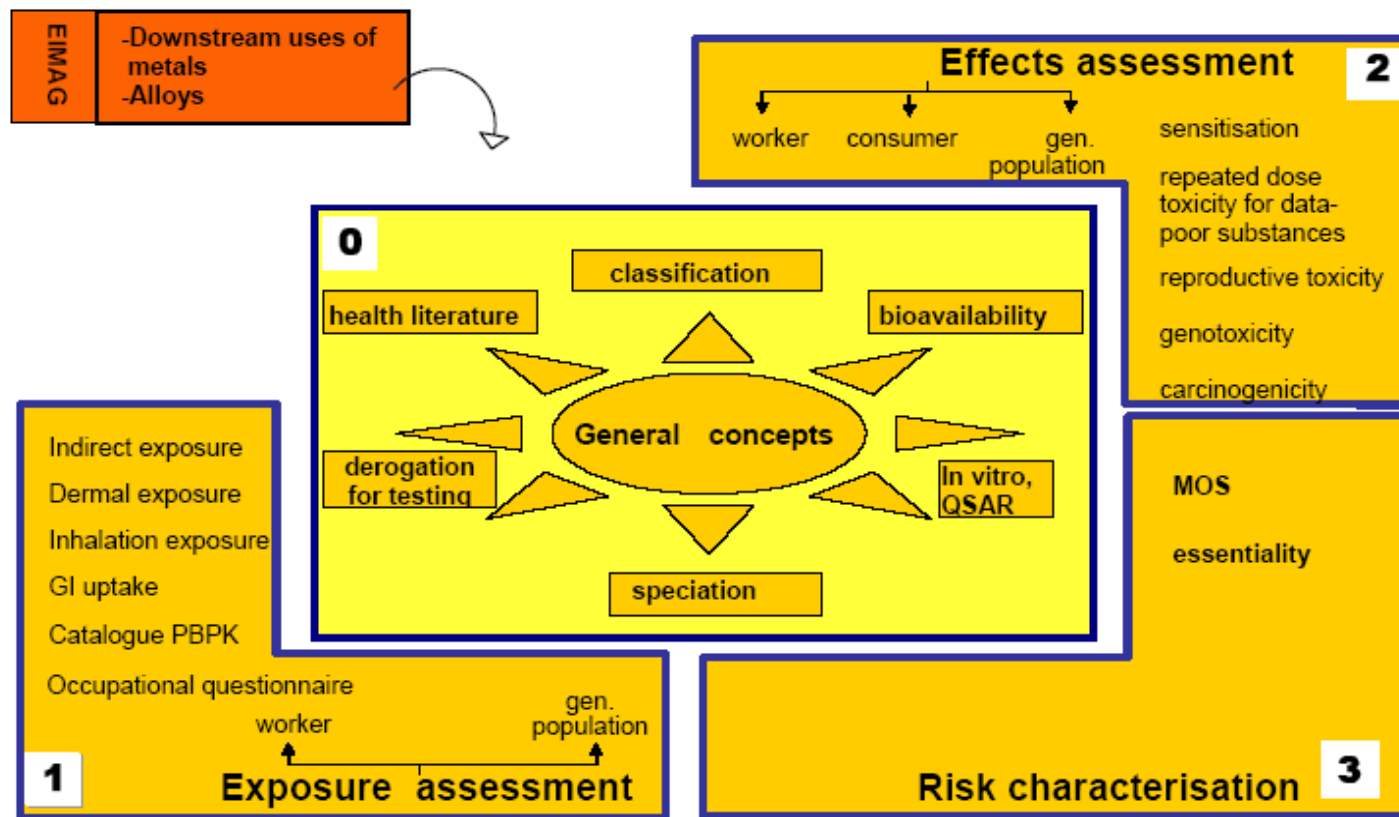 EIMAG
-Downstream uses of
metals
-Alloys
Effects assessment
2
worker
consumer
gen.
population
sensitisation
repeated dose
toxicity for data-
poor substances
reproductive toxicity
genotoxicity
carcinogenicity
0
classification
health literature
bioavailability
General concepts
derogation
for testing
In vitro,
QSAR
speciation
Indirect exposure
Dermal exposure
Inhalation exposure
GI uptake
Catalogue PBPK
Occupational questionnaire
worker
gen.
population
1
Exposure assessment
MOS
essentiality
Risk characterisation
3